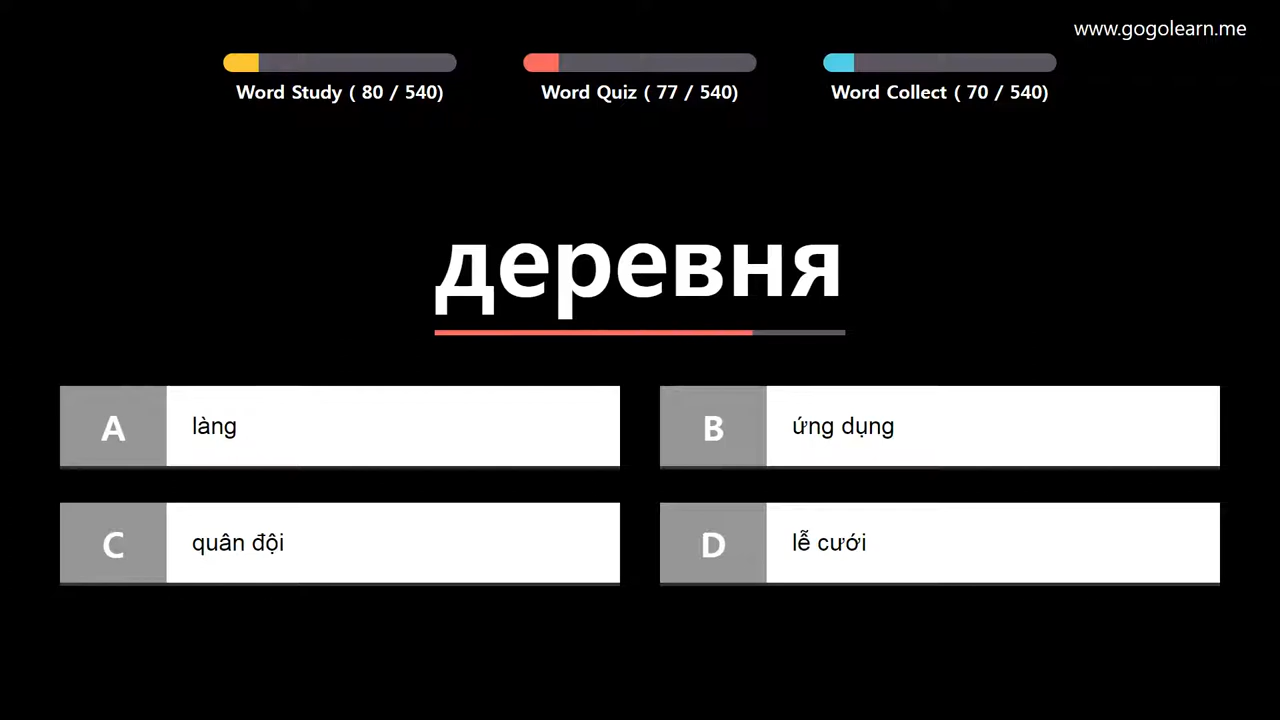 www.gogolearn.me
Word Study ( 80 / 540)
Word Quiz ( 77 / 540)
Word Collect ( 70 / 540)
деревня
A làng
B ứng dụng
C quân đội
D lễ cưới